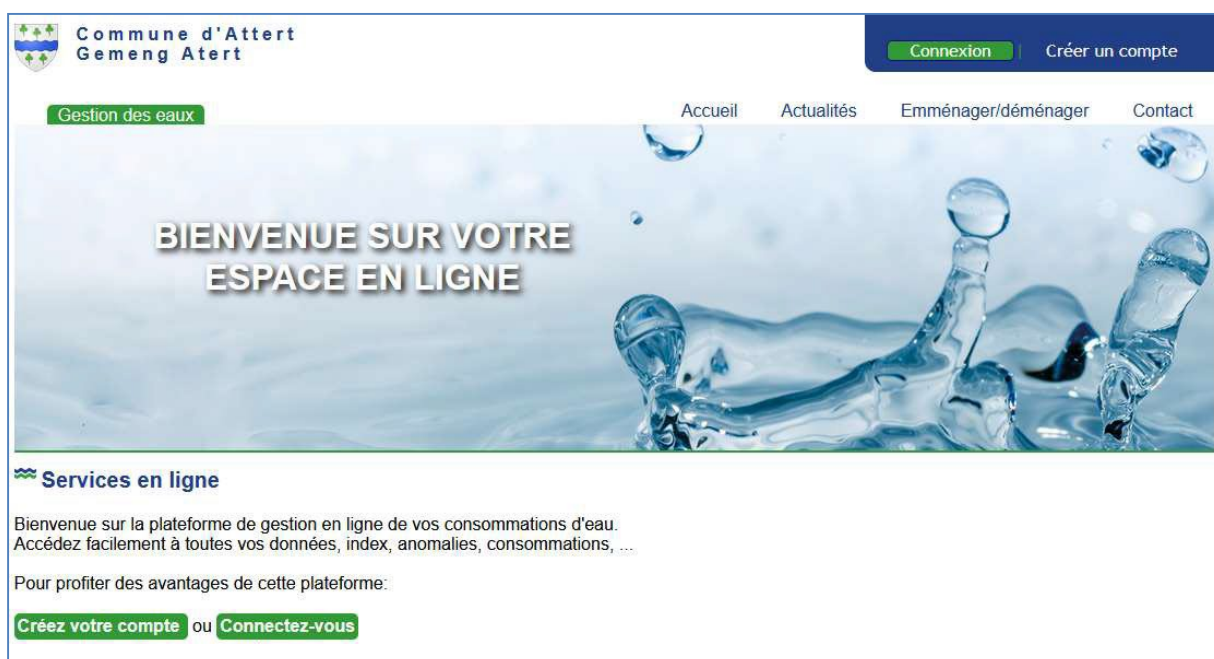 Commune d'Attert
Gemeng Atert
Connexion | Créer un compte
Gestion des eaux
Accueil Actualités Emménager/déménager Contact
BIENVENUE SUR VOTRE
ESPACE EN LIGNE
Services en ligne
Bienvenue sur la plateforme de gestion en ligne de vos consommations d'eau.
Accédez facilement à toutes vos données, index, anomalies, consommations, ...
Pour profiter des avantages de cette plateforme:
Créez votre compte ou Connectez-vous